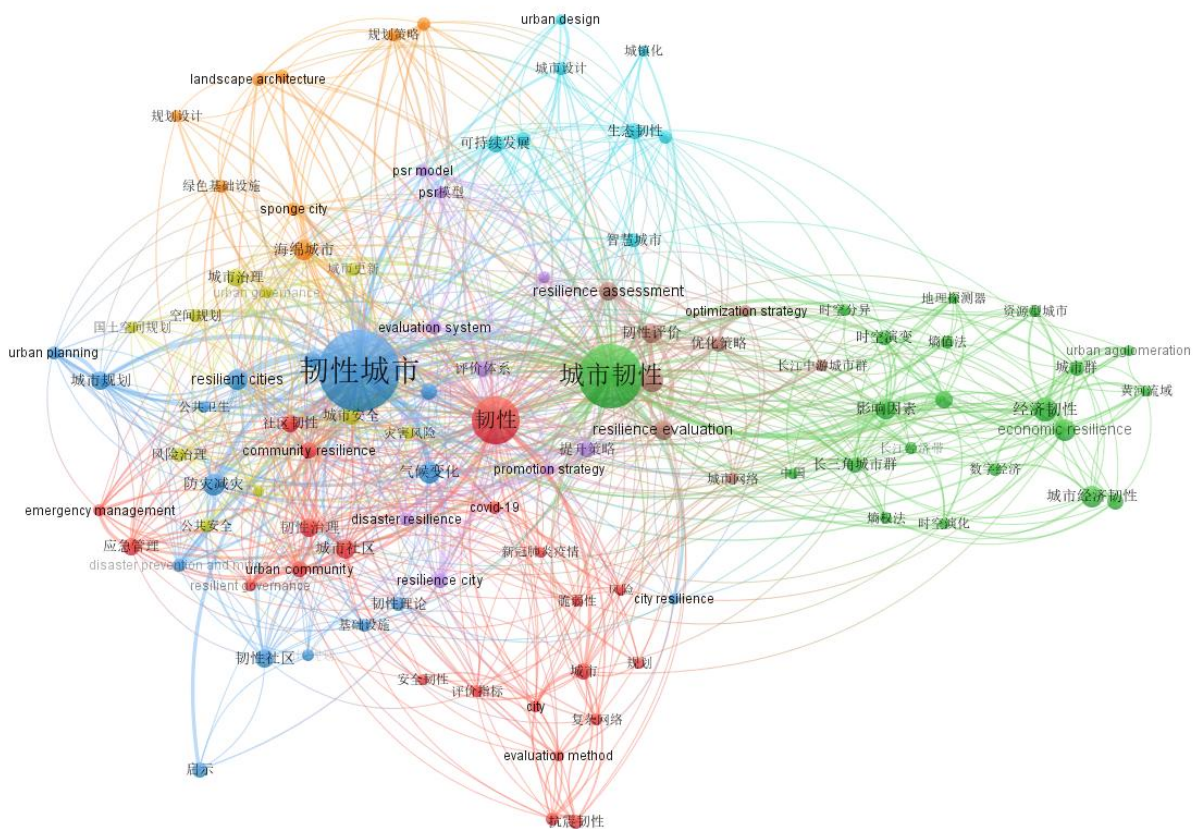 urban design
规划策略
城镇化
城市设计
landscape architecture
规划设计
生态韧性
可持续发展
psr model
绿色基础设施
psr模型
sponge city
智慧城市
海绵城市
城市更新
城市治理
urban governance
resilience assessment
地理探测器
时空分异
资源型城市
optimization strategy
空间规划
国土空间规划
evaluation system
韧性评价
时空演变
优化策略
熵值法
urban planning
urban agglomeration
韧性城市
评价体系
城市韧性
长江中游城市群
城市群
城市规划
resilient cities
黄河流域
公共卫生
影响因素
经济韧性
城市安全
韧性
社区韧性
resilience evaluation
economic resilience
灾害风险
community resilience
提升策略
长江经济带
风险治理
气候变化
promotion strategy
长三角城市群
数字经济
中国
城市网络
防灾减灾
城市经济韧性
emergency management
covid-19
公共安全
韧性治理
disaster resilience
熵权法
时空演化
应急管理
城市社区
新冠肺炎疫情
disaster prevention and miti
urban community
resilient governance
resilience city
风险
city resilience
脆弱性
韧性理论
基础设施
韧性社区
城市
规划
安全韧性
评价指标
city
复杂网络
evaluation method
启示
抗震韧性